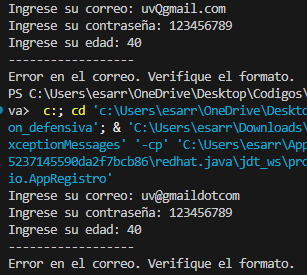 Ingrese su correo: uvQgmail.com
Ingrese su contraseña: 123456789
Ingrese su edad: 40
------------------
Error en el correo. Verifique el formato.
PS C:\Users\esarr\OneDrive\Desktop\Codigos\
va>  c:; cd 'c:\Users\esarr\OneDrive\Deskto
on_defensiva'; & 'C:\Users\esarr\Downloads\
xceptionMessages' '-cp' 'C:\Users\esarr\App
5237145590da2f7bcb86\redhat.java\jdt_ws\pro
io.AppRegistro'
Ingrese su correo: uv@gmaildotcom
Ingrese su contraseña: 123456789
Ingrese su edad: 40
------------------
Error en el correo. Verifique el formato.